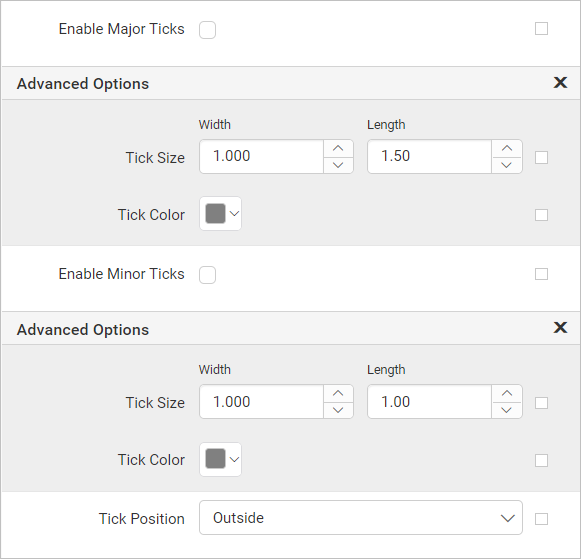 Enable Major Ticks
Advanced Options
Width Length
Tick Size 1.000 1.50
Tick Color
Enable Minor Ticks
Advanced Options
Width Length
Tick Size 1.000 1.00
Tick Color
Tick Position Outside